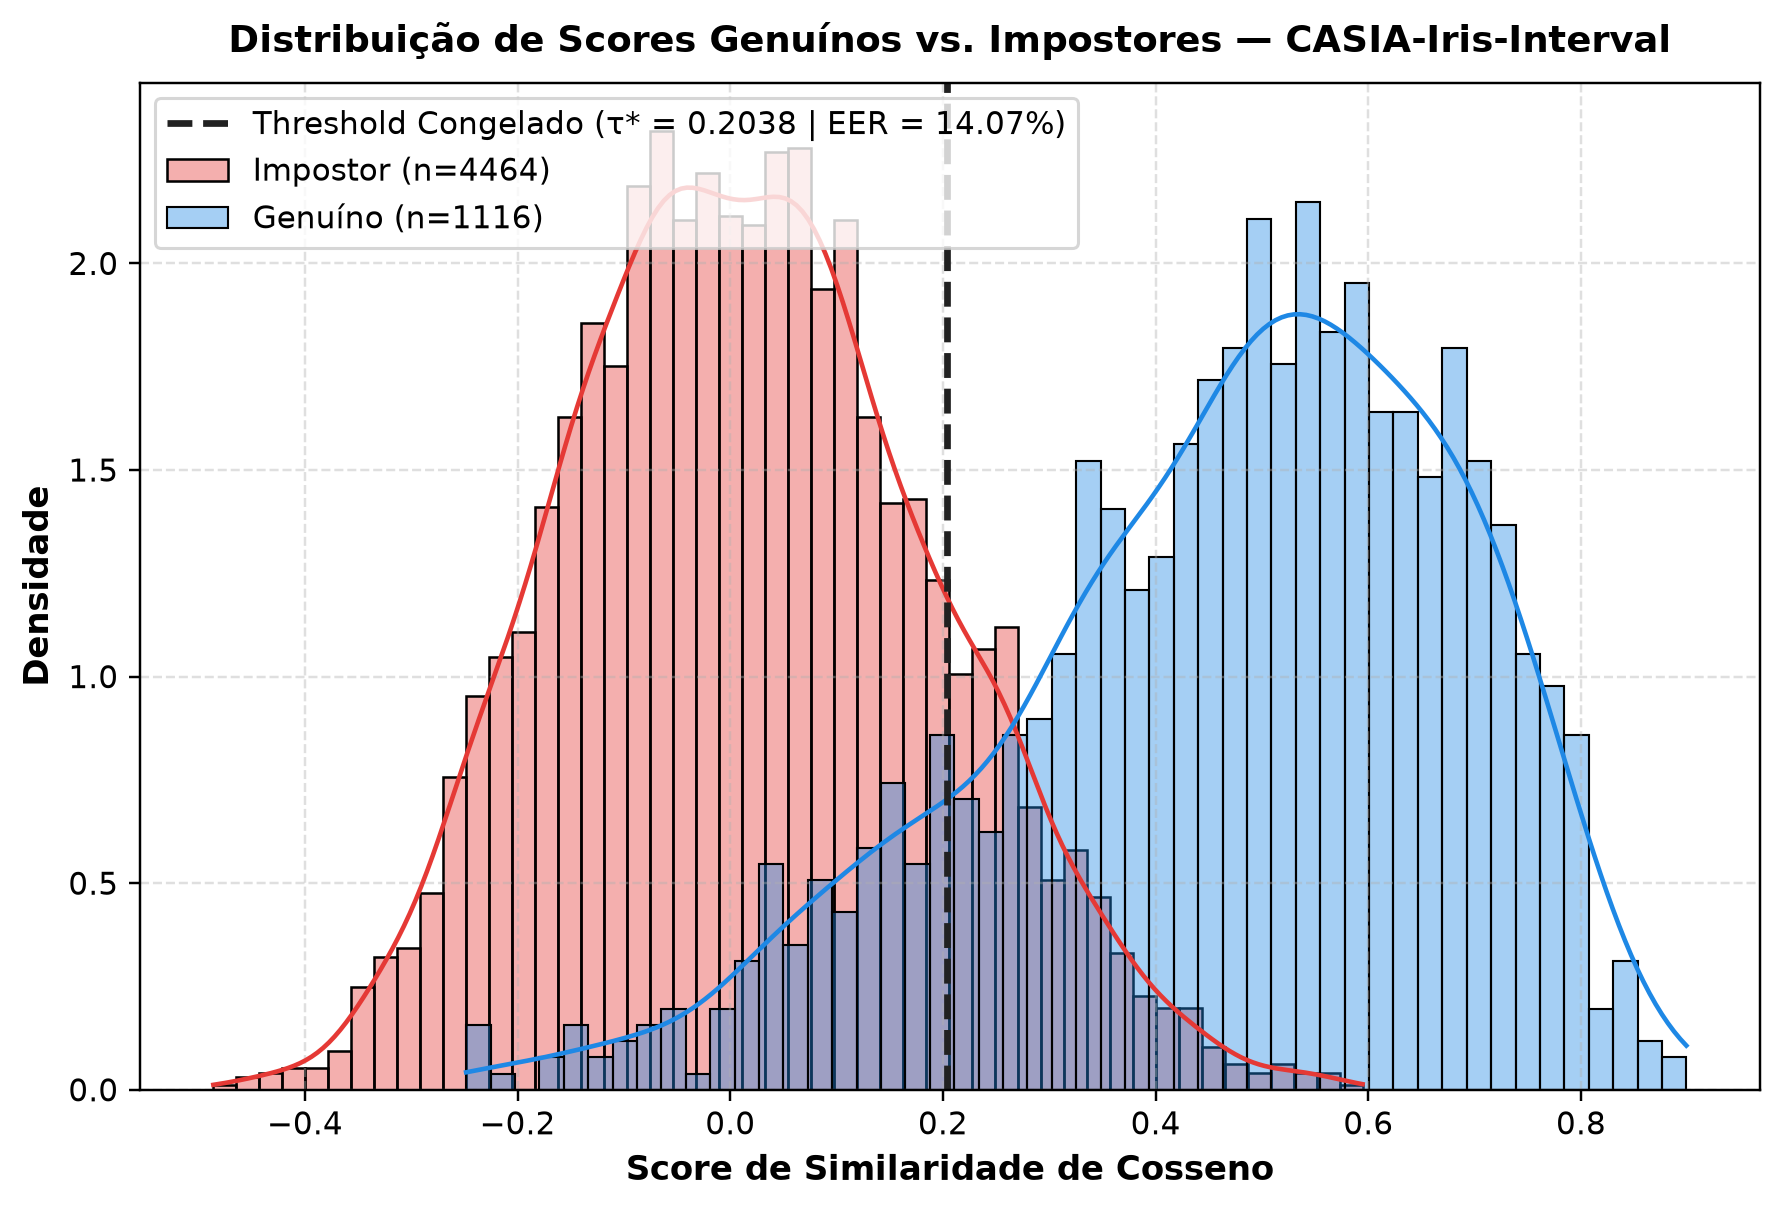 Distribuição de Scores Genuínos vs. Impostores — CASIA-Iris-Interval
Threshold Congelado (τ* = 0.2038 | EER = 14.07%)
Impostor (n=4464)
Genuíno (n=1116)
Densidade
2.0
1.5
1.0
0.5
0.0
−0.4 −0.2 0.0 0.2 0.4 0.6 0.8
Score de Similaridade de Cosseno